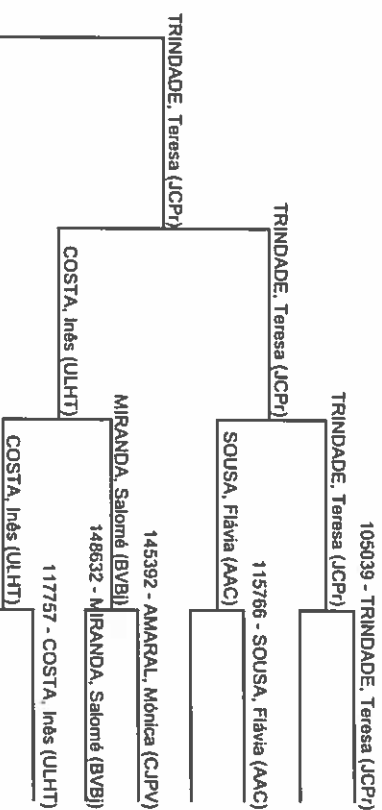 105039 - TRINDADE, Teresa (JCPr)
TRINDADE, Teresa (JCPr)
TRINDADE, Teresa (JCPr)
115766 - SOUSA, Flávia (AAC)
SOUSA, Flávia (AAC)
TRINDADE, Teresa (JCPr)
145392 - AMARAL, Mónica (CJPV)
MIRANDA, Salomé (BVBj)
148632 - MIRANDA, Salomé (BVBj)
COSTA, Inês (ULHT)
117757 - COSTA, Inês (ULHT)
COSTA, Inês (ULHT)